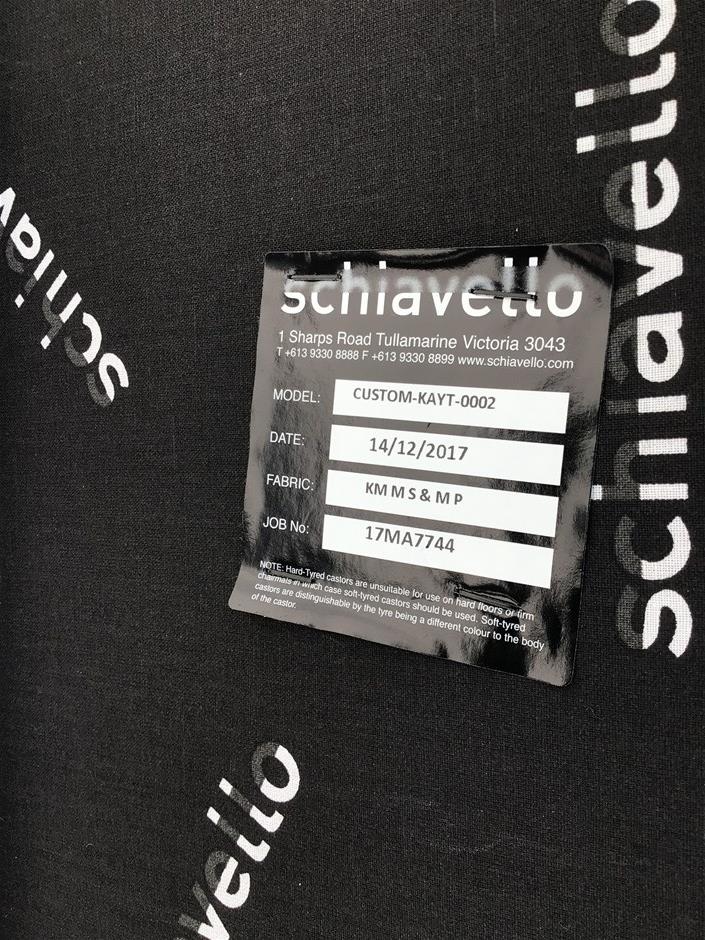 schiavello
1 Sharps Road Tullamarine Victoria 3043
T +613 9330 8888 F +613 9330 8899 www.schiavello.com
MODEL: CUSTOM-KAYT-0002
DATE: 14/12/2017
FABRIC: KM M S & M P
JOB No: 17MA7744
NOTE: Hard-Tyred castors are unsuitable for use on hard floors or firm
chairmats in which case soft-tyred castors should be used. Soft-tyred
castors are distinguishable by the tyre being a different colour to the body
of the castor.
schiavello
schiav
vello